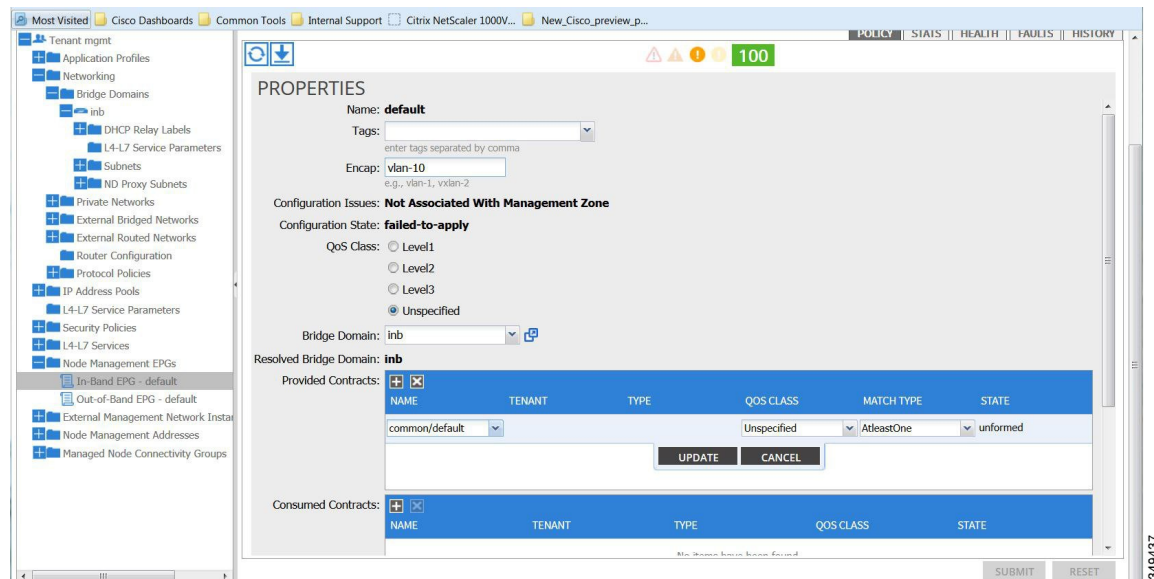 Most Visited Cisco Dashboards Common Tools Internal Support Citrix NetScaler 1000V... New_Cisco_preview_p...
Tenant mgmt
Application Profiles
Networking
Bridge Domains
inb
DHCP Relay Labels
L4-L7 Service Parameters
Subnets
ND Proxy Subnets
Private Networks
External Bridged Networks
External Routed Networks
Router Configuration
Protocol Policies
IP Address Pools
L4-L7 Service Parameters
Security Policies
L4-L7 Services
Node Management EPGs
In-Band EPG - default
Out-of-Band EPG - default
External Management Network Instan
Node Management Addresses
Managed Node Connectivity Groups
POLICY STATS HEALTH FAULTS HISTORY
100
PROPERTIES
Name: default
Tags:
enter tags separated by comma
Encap: vlan-10
e.g., vlan-1, vxlan-2
Configuration Issues: Not Associated With Management Zone
Configuration State: failed-to-apply
QoS Class: Level1
Level2
Level3
Unspecified
Bridge Domain: inb
Resolved Bridge Domain: inb
Provided Contracts:
NAME TENANT TYPE QOS CLASS MATCH TYPE STATE
common/default Unspecified AtleastOne unformed
UPDATE CANCEL
Consumed Contracts:
NAME TENANT TYPE QOS CLASS STATE
No items have been found
SUBMIT RESET
349437